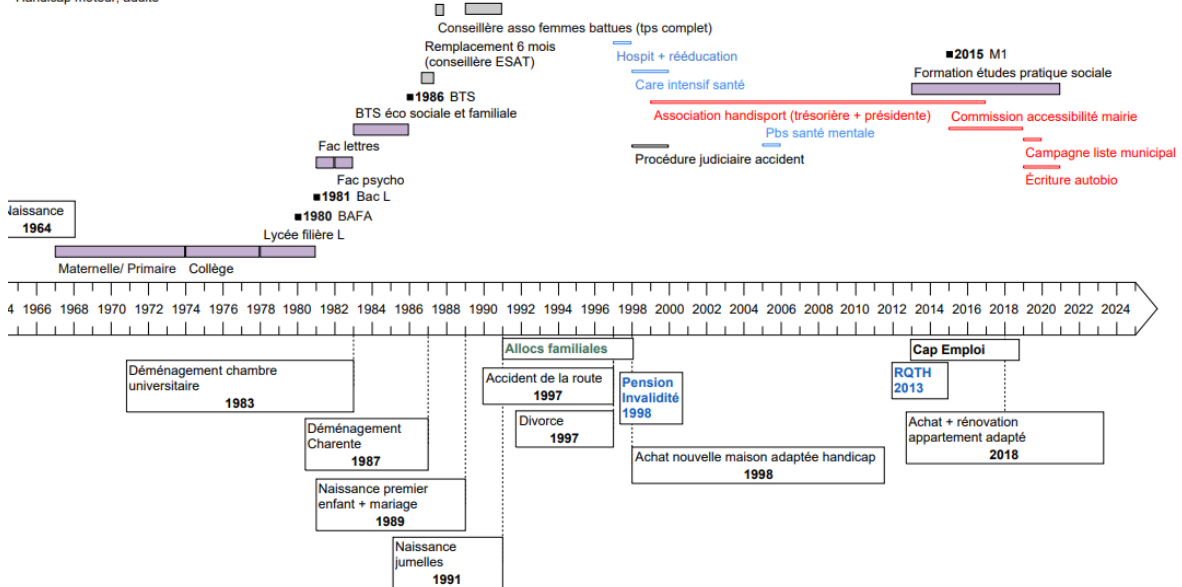 Handicap moteur, adulte
Conseillère asso femmes battues (tps complet)
Remplacement 6 mois
(conseillère ESAT)
Hospit + rééducation
2015 M1
Care intensif santé
Formation études pratique sociale
1986 BTS
Association handisport (trésorière + présidente)
Commission accessibilité mairie
BTS éco sociale et familiale
Pbs santé mentale
Fac lettres
Procédure judiciaire accident
Campagne liste municipal
Fac psycho
Écriture autobio
1981 Bac L
Naissance
1964
1980 BAFA
Lycée filière L
Maternelle/ Primaire
Collège
4 1966 1968 1970 1972 1974 1976 1978 1980 1982 1984 1986 1988 1990 1992 1994 1996 1998 2000 2002 2004 2006 2008 2010 2012 2014 2016 2018 2020 2022 2024
Allocs familiales
Cap Emploi
Déménagement chambre
universitaire
1983
Accident de la route
1997
Pension
Invalidité
1998
RQTH
2013
Divorce
1997
Achat + rénovation
appartement adapté
2018
Déménagement
Charente
1987
Achat nouvelle maison adaptée handicap
1998
Naissance premier
enfant + mariage
1989
Naissance
jumelles
1991